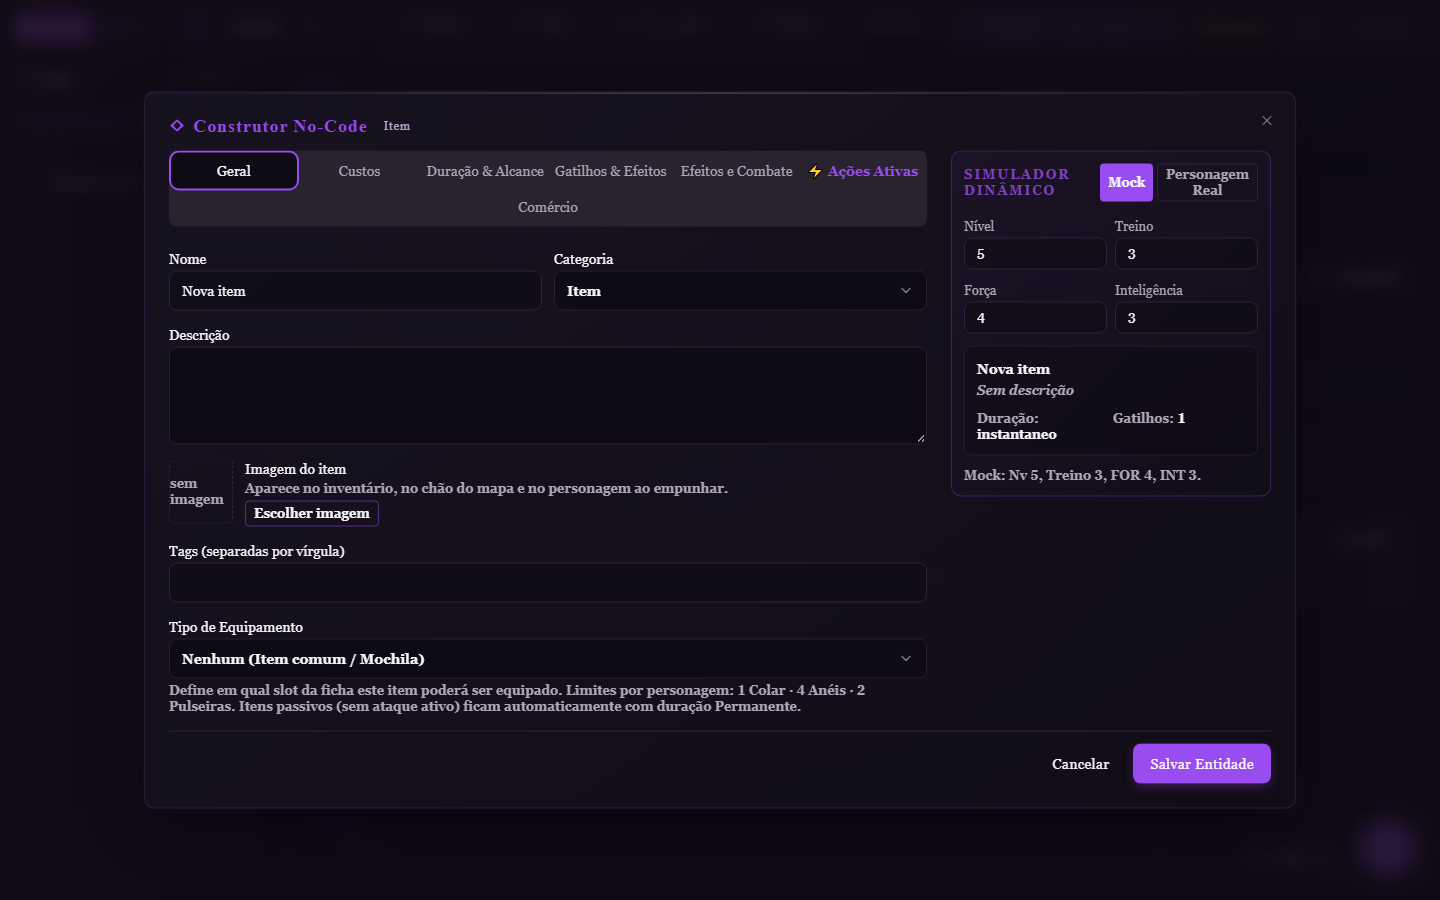 Construtor No-Code Item
Geral Custos Duração & Alcance Gatilhos & Efeitos Efeitos e Combate ⚡ Ações Ativas
Comércio
Nome Categoria
Nova item Item
Descrição
sem
imagem
Imagem do item
Aparece no inventário, no chão do mapa e no personagem ao empunhar.
Escolher imagem
Tags (separadas por vírgula)
Tipo de Equipamento
Nenhum (Item comum / Mochila)
Define em qual slot da ficha este item poderá ser equipado. Limites por personagem: 1 Colar · 4 Anéis · 2
Pulseiras. Itens passivos (sem ataque ativo) ficam automaticamente com duração Permanente.
SIMULADOR
DINÂMICO
Mock
Personagem
Real
Nível Treino
5 3
Força Inteligência
4 3
Nova item
Sem descrição
Duração:
instantaneo
Gatilhos: 1
Mock: Nv 5, Treino 3, FOR 4, INT 3.
Cancelar Salvar Entidade